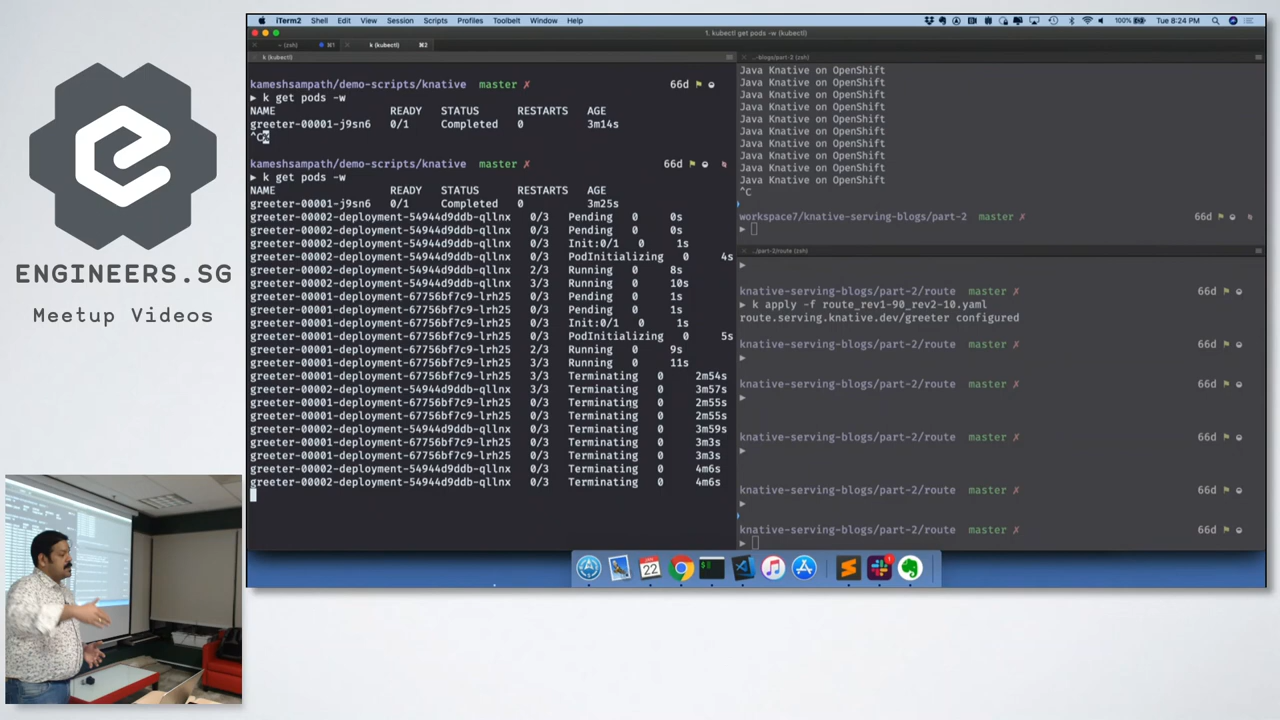 iTerm2 Shell Edit View Session Scripts Profiles Toolbelt Window Help
100% Tue 8:24 PM
1. kubectl get pods -w (kubectl)
~ (zsh) ⌘1 k (kubectl) ⌘2
k (kubectl)
kameshsampath/demo-scripts/knative master ✗ 66d
▶ k get pods -w
NAME READY STATUS RESTARTS AGE
greeter-00001-j9sn6 0/1 Completed 0 3m14s
^C
kameshsampath/demo-scripts/knative master ✗ 66d
▶ k get pods -w
NAME READY STATUS RESTARTS AGE
greeter-00001-j9sn6 0/1 Completed 0 3m25s
greeter-00002-deployment-54944d9ddb-qllnx 0/3 Pending 0 0s
greeter-00002-deployment-54944d9ddb-qllnx 0/3 Pending 0 0s
greeter-00002-deployment-54944d9ddb-qllnx 0/3 Init:0/1 0 1s
greeter-00002-deployment-54944d9ddb-qllnx 0/3 PodInitializing 0 4s
greeter-00002-deployment-54944d9ddb-qllnx 2/3 Running 0 8s
greeter-00002-deployment-54944d9ddb-qllnx 3/3 Running 0 10s
greeter-00001-deployment-67756bf7c9-lrh25 0/3 Pending 0 1s
greeter-00001-deployment-67756bf7c9-lrh25 0/3 Pending 0 1s
greeter-00001-deployment-67756bf7c9-lrh25 0/3 Init:0/1 0 1s
greeter-00001-deployment-67756bf7c9-lrh25 0/3 PodInitializing 0 5s
greeter-00001-deployment-67756bf7c9-lrh25 2/3 Running 0 9s
greeter-00001-deployment-67756bf7c9-lrh25 3/3 Running 0 11s
greeter-00001-deployment-67756bf7c9-lrh25 3/3 Terminating 0 2m54s
greeter-00002-deployment-54944d9ddb-qllnx 3/3 Terminating 0 3m57s
greeter-00001-deployment-67756bf7c9-lrh25 0/3 Terminating 0 2m55s
greeter-00001-deployment-67756bf7c9-lrh25 0/3 Terminating 0 2m55s
greeter-00002-deployment-54944d9ddb-qllnx 0/3 Terminating 0 3m59s
greeter-00001-deployment-67756bf7c9-lrh25 0/3 Terminating 0 3m3s
greeter-00001-deployment-67756bf7c9-lrh25 0/3 Terminating 0 3m3s
greeter-00002-deployment-54944d9ddb-qllnx 0/3 Terminating 0 4m6s
greeter-00002-deployment-54944d9ddb-qllnx 0/3 Terminating 0 4m6s
..blogs/part-2 (zsh)
Java Knative on OpenShift
Java Knative on OpenShift
Java Knative on OpenShift
Java Knative on OpenShift
Java Knative on OpenShift
Java Knative on OpenShift
Java Knative on OpenShift
Java Knative on OpenShift
Java Knative on OpenShift
Java Knative on OpenShift
^C
workspace7/knative-serving-blogs/part-2 master ✗ 66d
▶
../part-2/route (zsh)
▶
knative-serving-blogs/part-2/route master ✗ 66d
▶ k apply -f route_rev1-90_rev2-10.yaml
route.serving.knative.dev/greeter configured
knative-serving-blogs/part-2/route master ✗ 66d
▶
knative-serving-blogs/part-2/route master ✗ 66d
▶
knative-serving-blogs/part-2/route master ✗ 66d
▶
knative-serving-blogs/part-2/route master ✗ 66d
▶
knative-serving-blogs/part-2/route master ✗ 66d
▶
22
1
ENGINEERS.SG
Meetup Videos